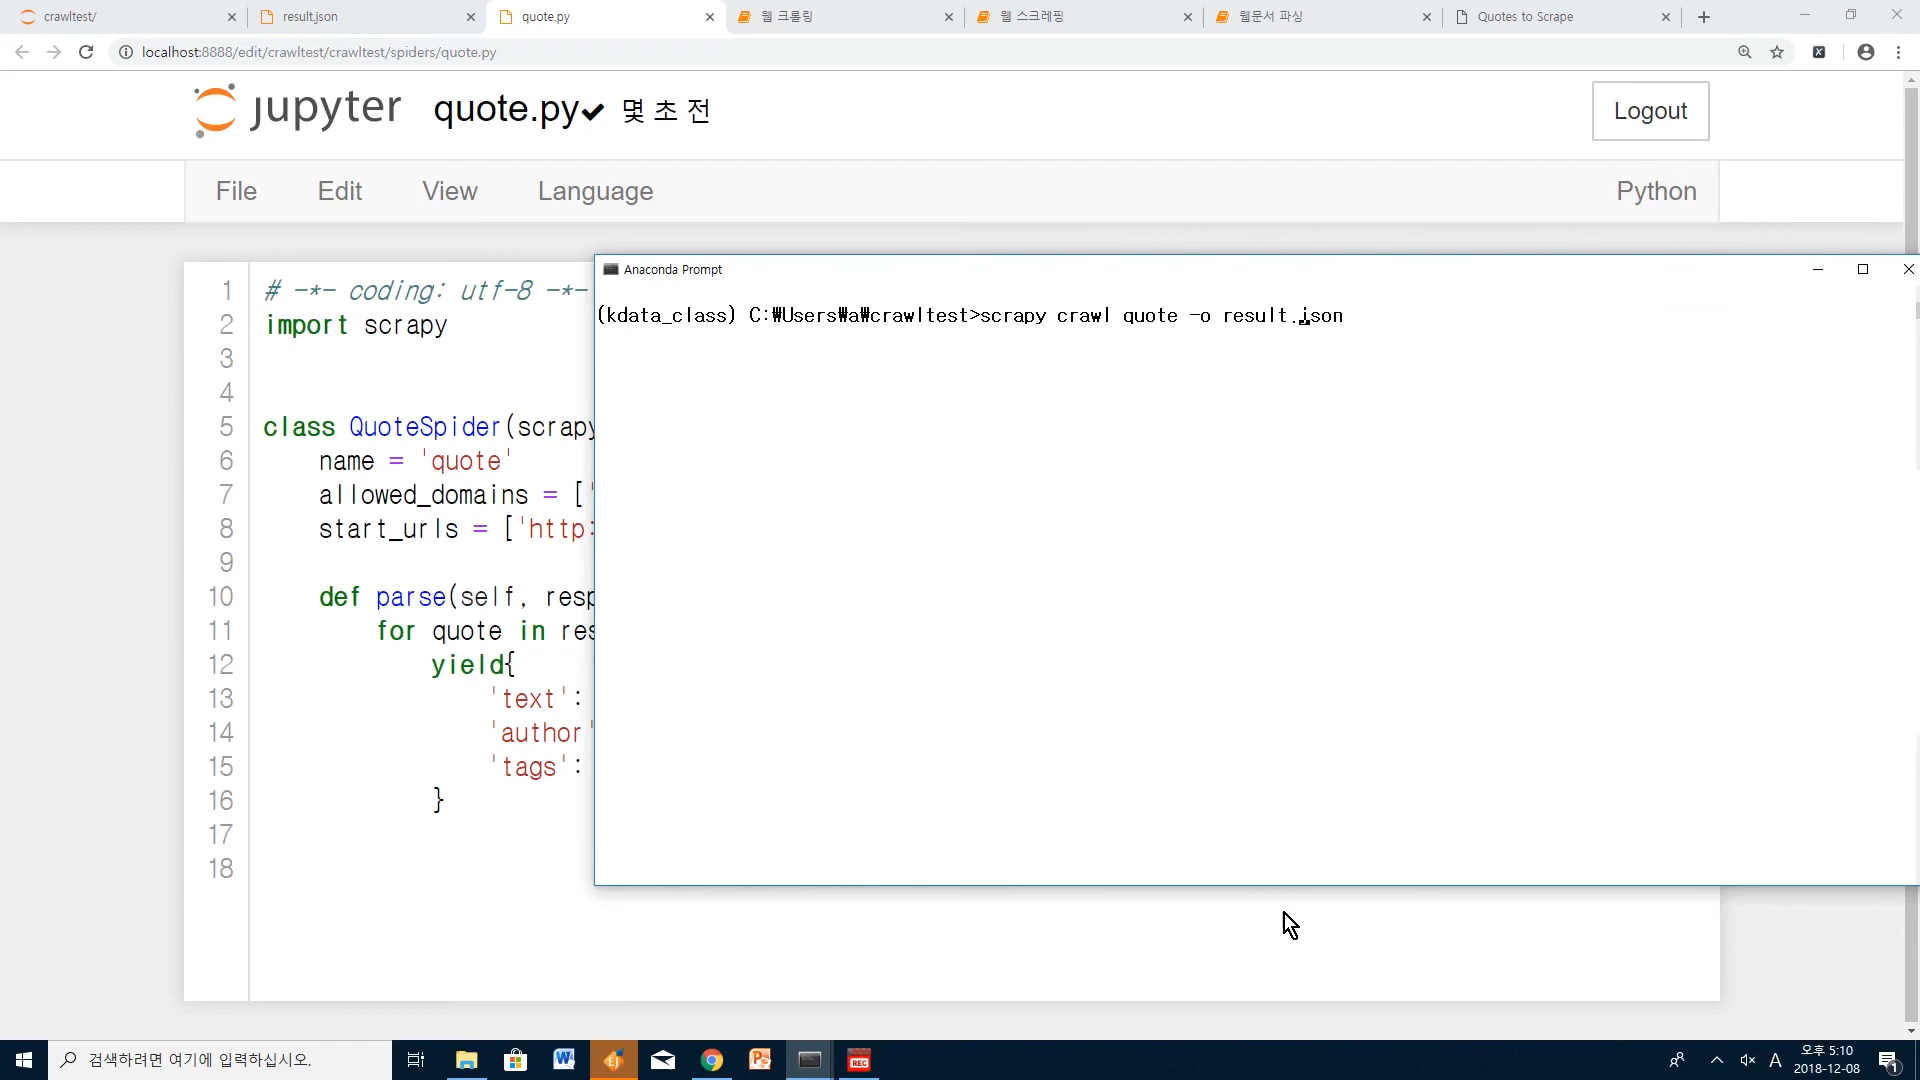 crawltest/
result.json
quote.py
웹 크롤링
웹 스크레핑
웹문서 파싱
Quotes to Scrape
localhost:8888/edit/crawltest/crawltest/spiders/quote.py
jupyter quote.py 몇 초 전
Logout
File Edit View Language Python
Anaconda Prompt
(kdata_class) C:₩Users₩a₩crawltest>scrapy crawl quote -o result.json
1 # -*- coding: utf-8 -*-
2 import scrapy
3
4
5 class QuoteSpider(scrapy
6 name = 'quote'
7 allowed_domains = ['
8 start_urls = ['http:
9
10 def parse(self, resp
11 for quote in res
12 yield{
13 'text':
14 'author'
15 'tags':
16 }
17
18
검색하려면 여기에 입력하십시오.
REC
A
오후 5:10
2018-12-08
1